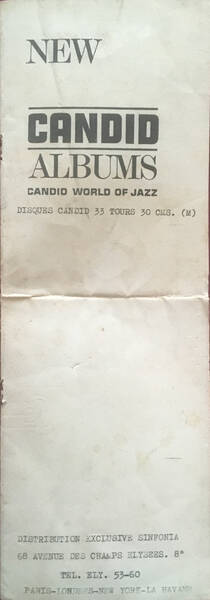 NEW
CANDID
ALBUMS
CANDID WORLD OF JAZZ
DISQUES CANDID 33 TOURS 30 CMS. (M)
DISTRIBUTION EXCLUSIVE SINFONIA
68 AVENUE DES CHAMPS ELYSEES. 8°
TEL. ELY. 53-60
PARIS-LONDRES-NEW YORK-LA HAVANE